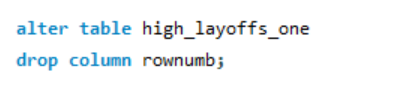 alter table high_layoffs_one
drop column rownumb;